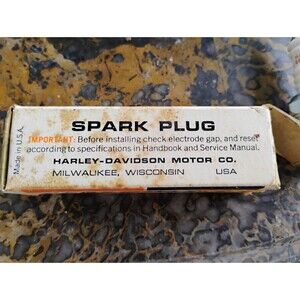 SPARK PLUG
IMPORTANT: Before installing check electrode gap, and reset
according to specifications in Handbook and Service Manual.
HARLEY-DAVIDSON MOTOR CO.
MILWAUKEE, WISCONSIN USA
Made in U.S.A.